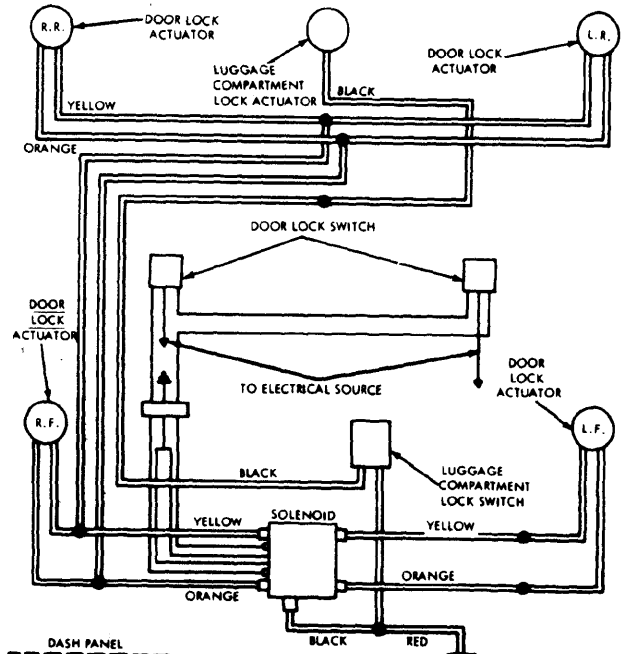 R.R.
DOOR LOCK
ACTUATOR
LUGGAGE
COMPARTMENT
LOCK ACTUATOR
BLACK
DOOR LOCK
ACTUATOR
L.R.
YELLOW
ORANGE
DOOR LOCK SWITCH
DOOR
LOCK
ACTUATOR
TO ELECTRICAL SOURCE
DOOR
LOCK
ACTUATOR
R.F.
L.F.
BLACK
LUGGAGE
COMPARTMENT
LOCK SWITCH
YELLOW
SOLENOID
YELLOW
ORANGE
ORANGE
BLACK
RED
DASH PANEL